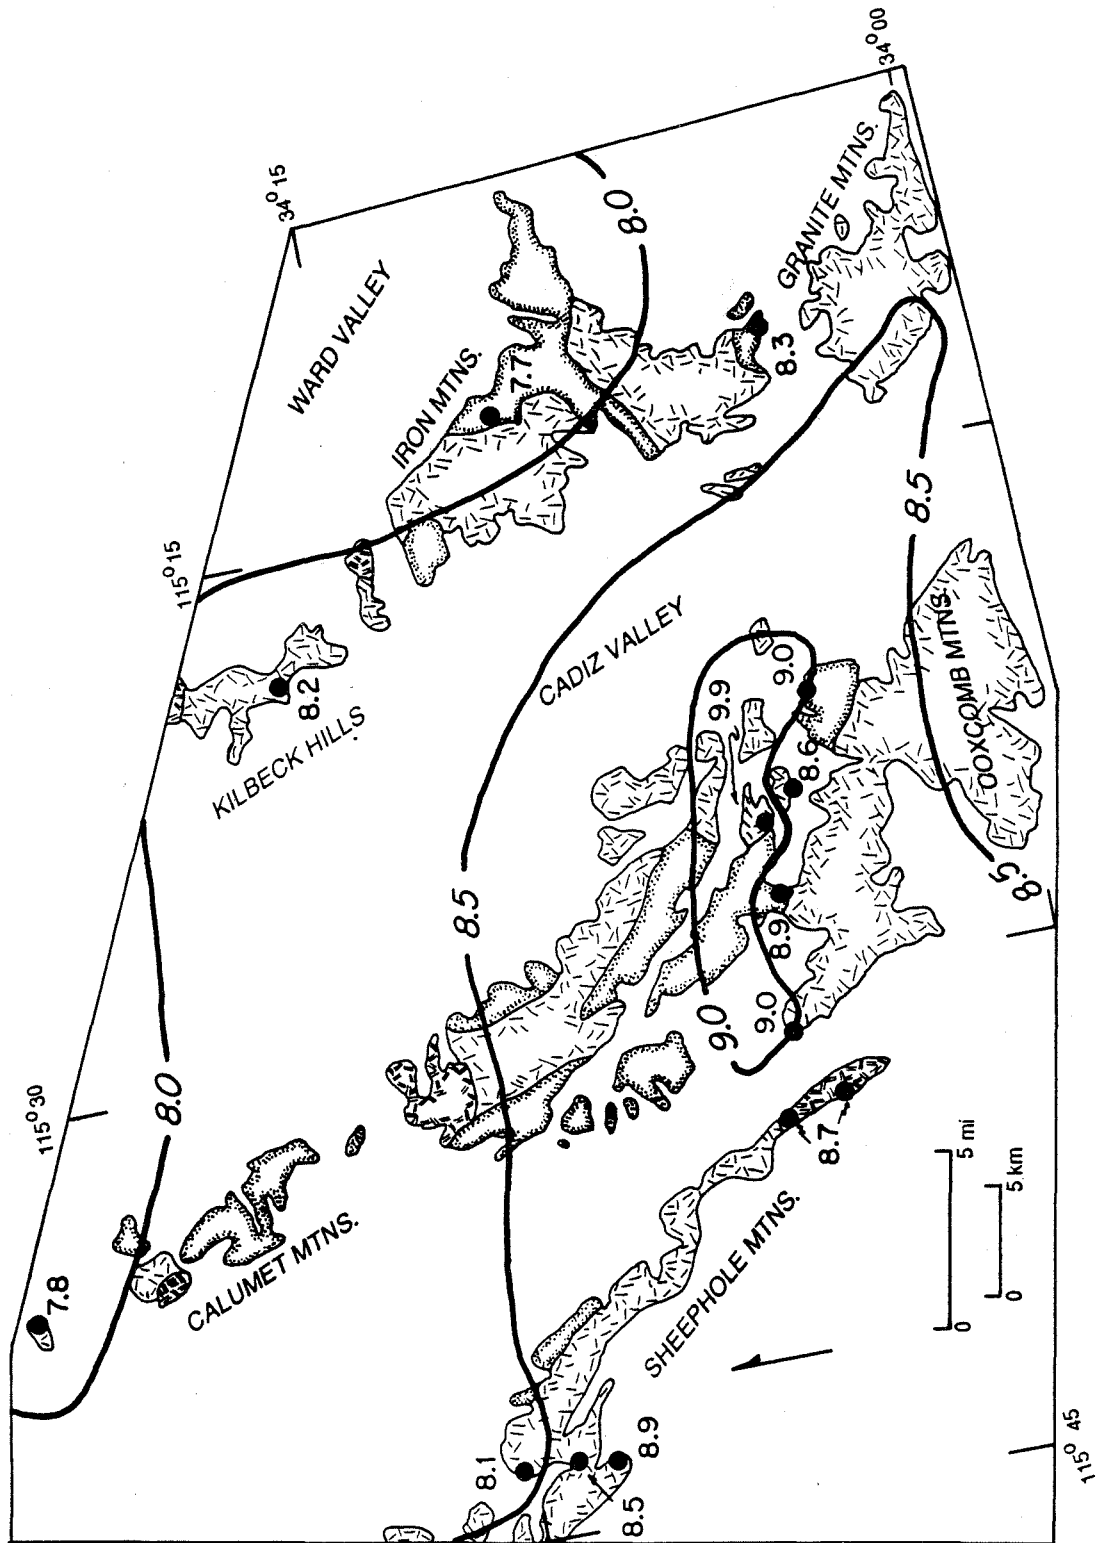 34°00
34°15
GRANITE MTNS.
8.0
WARD VALLEY
IRON MTNS.
7.7
8.3
8.5
115°15
8.2
KILBECK HILLS
CADIZ VALLEY
9.0
9.9
8.6
COXCOMB MTNS.
8.5
8.5
8.9
9.0
9.0
115°30
8.0
8.7
5 mi
5 km
0
0
CALUMET MTNS.
7.8
SHEEPHOLE MTNS.
8.1
8.9
8.5
115° 45